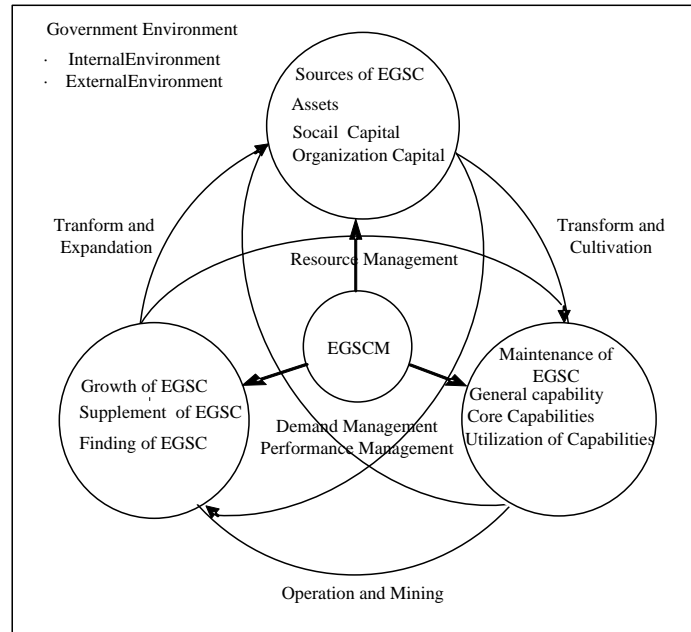 Government Environment
· InternalEnvironment
· ExternalEnvironment
Sources of EGSC
Assets
Socail Capital
Organization Capital
Tranform and
Expandation
Transform and
Cultivation
Resource Management
EGSCM
Growth of EGSC
Supplement of EGSC
Finding of EGSC
Maintenance of
EGSC
General capability
Core Capabilities
Utilization of Capabilities
Demand Management
Performance Management
Operation and Mining